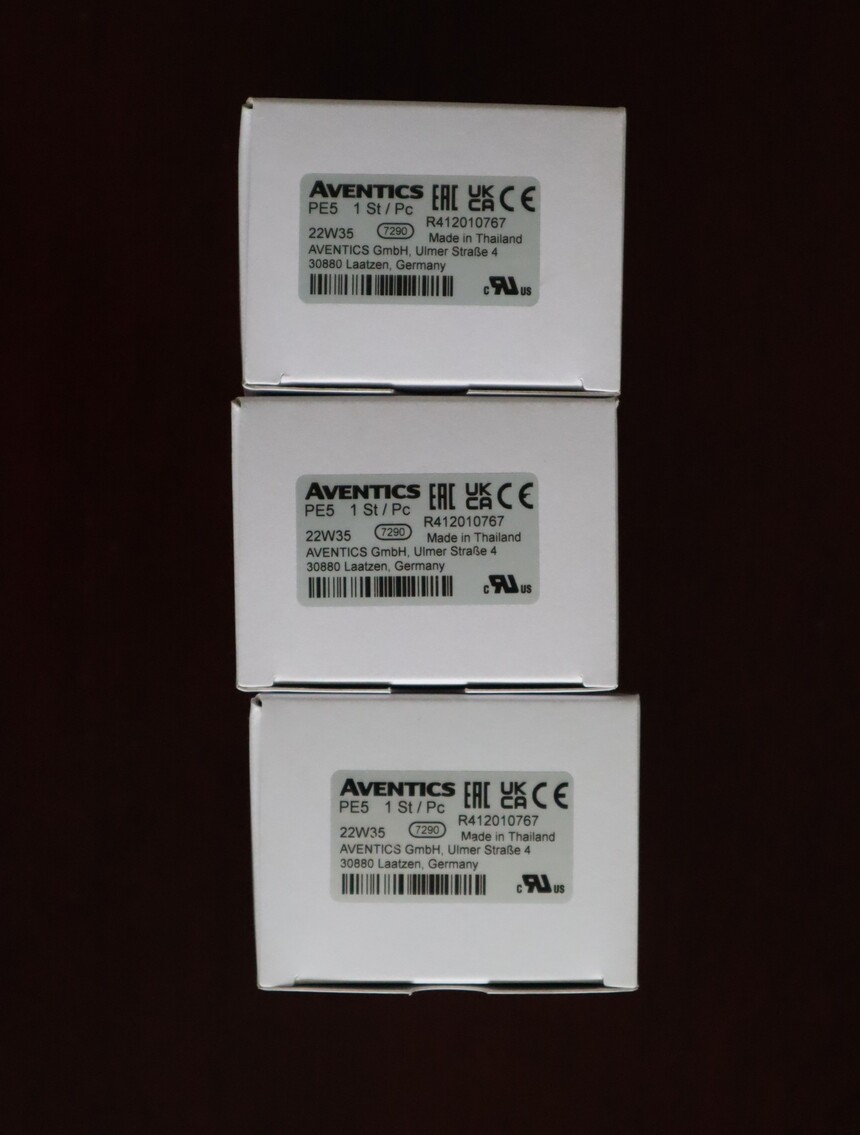 AVENTICS EAC UK CA CE
PE5 1 St / Pc
R412010767
22W35 7290 Made in Thailand
AVENTICS GmbH, Ulmer Straße 4
30880 Laatzen, Germany
c RU US
AVENTICS EAC UK CA CE
PE5 1 St / Pc
R412010767
22W35 7290 Made in Thailand
AVENTICS GmbH, Ulmer Straße 4
30880 Laatzen, Germany
c RU US
AVENTICS EAC UK CA CE
PE5 1 St / Pc
R412010767
22W35 7290 Made in Thailand
AVENTICS GmbH, Ulmer Straße 4
30880 Laatzen, Germany
c RU US